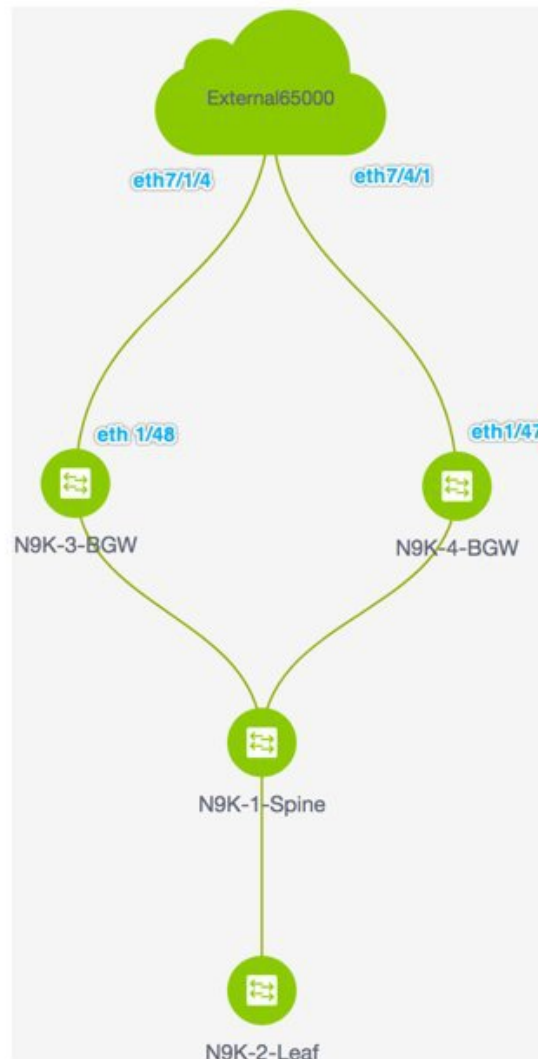 External65000
eth7/1/4
eth7/4/1
eth 1/48
eth1/47
N9K-3-BGW
N9K-4-BGW
N9K-1-Spine
N9K-2-Leaf